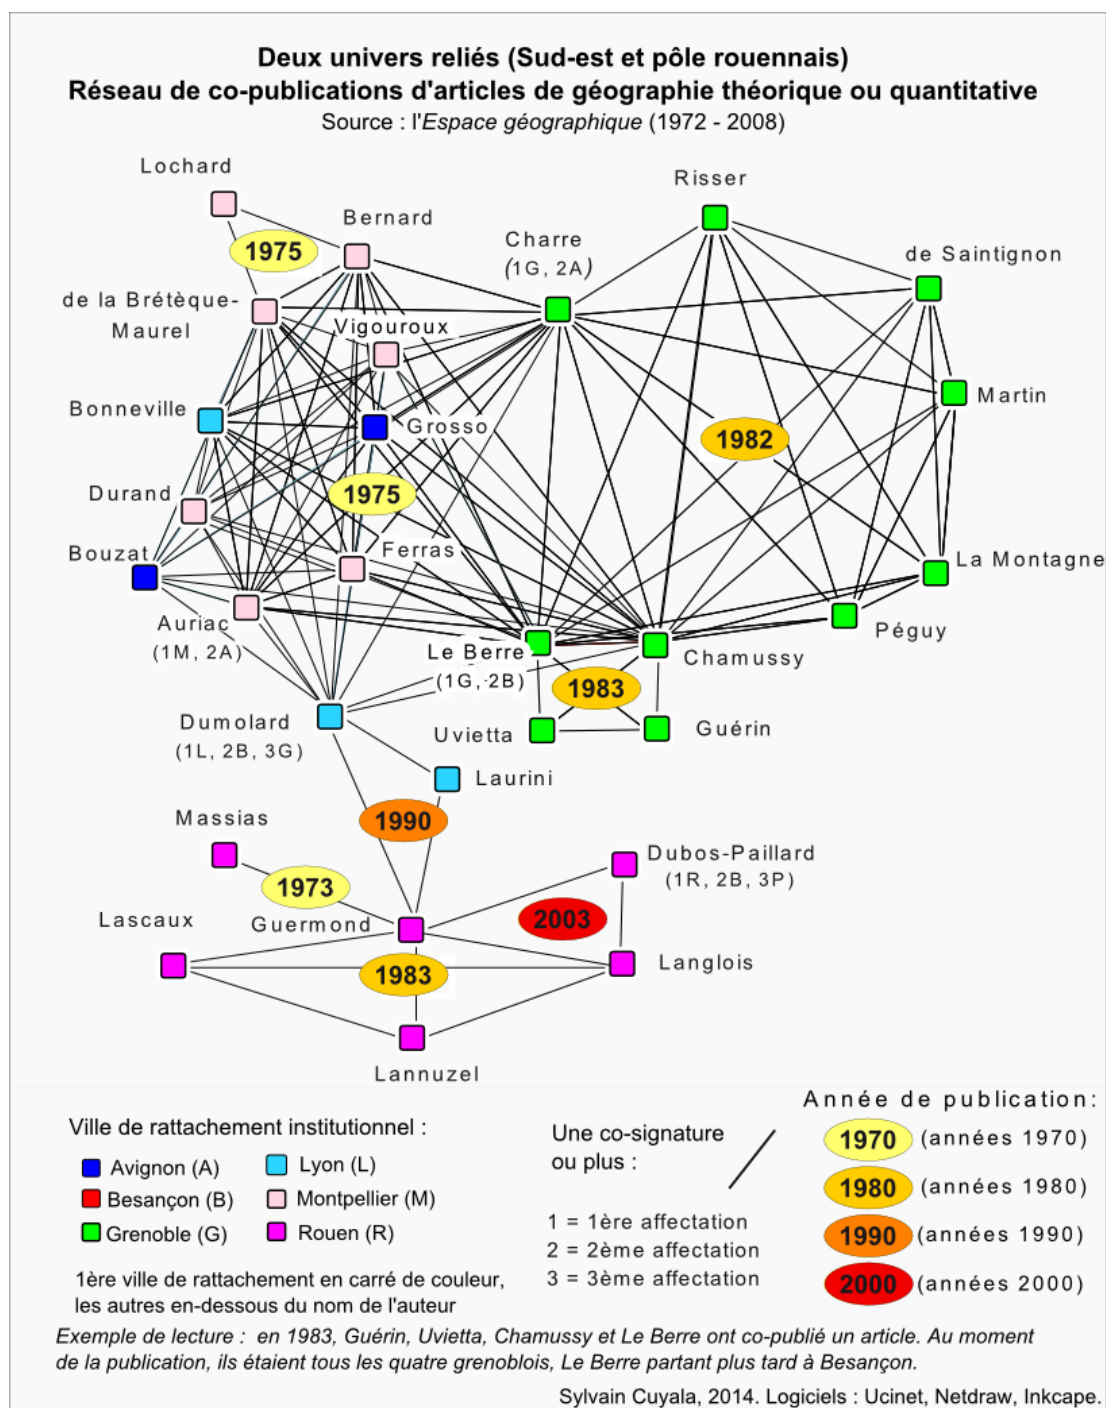 Deux univers reliés (Sud-est et pôle rouennais)
Réseau de co-publications d'articles de géographie théorique ou quantitative
Source : l'Espace géographique (1972 - 2008)
Lochard
Risser
Bernard
Charre
(1G, 2A)
de Saintignon
1975
de la Brétèque-
Maurel
Vigouroux
Martin
Bonneville
Grosso
1982
Durand
1975
Bouzat
Ferras
La Montagne
Auriac
(1M, 2A)
Péguy
Le Berre
(1G, 2B)
Chamussy
1983
Dumolard
(1L, 2B, 3G)
Uvietta
Guérin
Laurini
Massias
1990
Dubos-Paillard
(1R, 2B, 3P)
1973
Lascaux
Guermond
2003
Langlois
1983
Lannuzel
Ville de rattachement institutionnel :
Avignon (A)
Lyon (L)
Besançon (B)
Montpellier (M)
Grenoble (G)
Rouen (R)
1ère ville de rattachement en carré de couleur,
les autres en-dessous du nom de l'auteur
Une co-signature
ou plus :
1 = 1ère affectation
2 = 2ème affectation
3 = 3ème affectation
Année de publication:
1970 (années 1970)
1980 (années 1980)
1990 (années 1990)
2000 (années 2000)
Exemple de lecture : en 1983, Guérin, Uvietta, Chamussy et Le Berre ont co-publié un article. Au moment
de la publication, ils étaient tous les quatre grenoblois, Le Berre partant plus tard à Besançon.
Sylvain Cuyala, 2014. Logiciels : Ucinet, Netdraw, Inkcape.